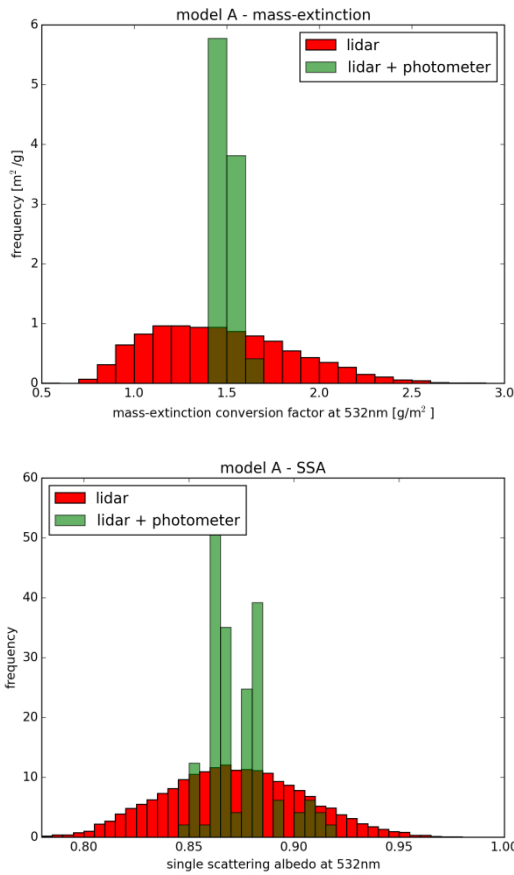 model A - mass-extinction
6
5
4
3
2
1
0
frequency [m² /g]
lidar
lidar + photometer
0.5 1.0 1.5 2.0 2.5 3.0
mass-extinction conversion factor at 532nm [g/m² ]
model A - SSA
60
50
40
30
20
10
0
frequency
lidar
lidar + photometer
0.80 0.85 0.90 0.95 1.00
single scattering albedo at 532nm